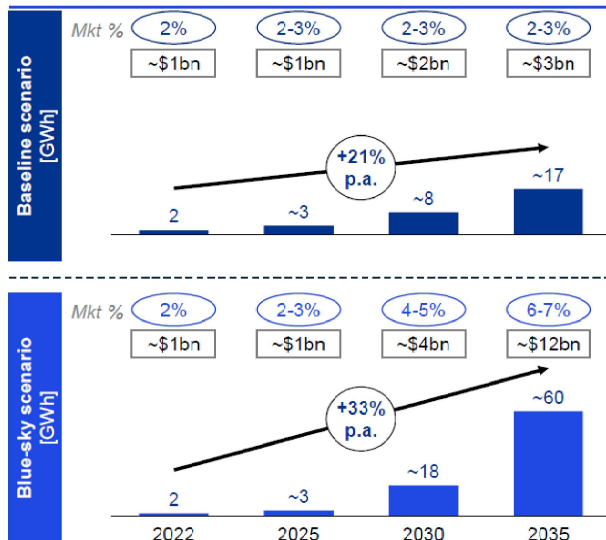 Mkt %
2%
2-3%
2-3%
2-3%
~$1bn
~$1bn
~$2bn
~$3bn
Baseline scenario
[GWh]
+21%
p.a.
2
~3
~8
~17
Mkt %
2%
2-3%
4-5%
6-7%
~$1bn
~$1bn
~$4bn
~$12bn
Blue-sky scenario
[GWh]
+33%
p.a.
2
~3
~18
~60
2022
2025
2030
2035